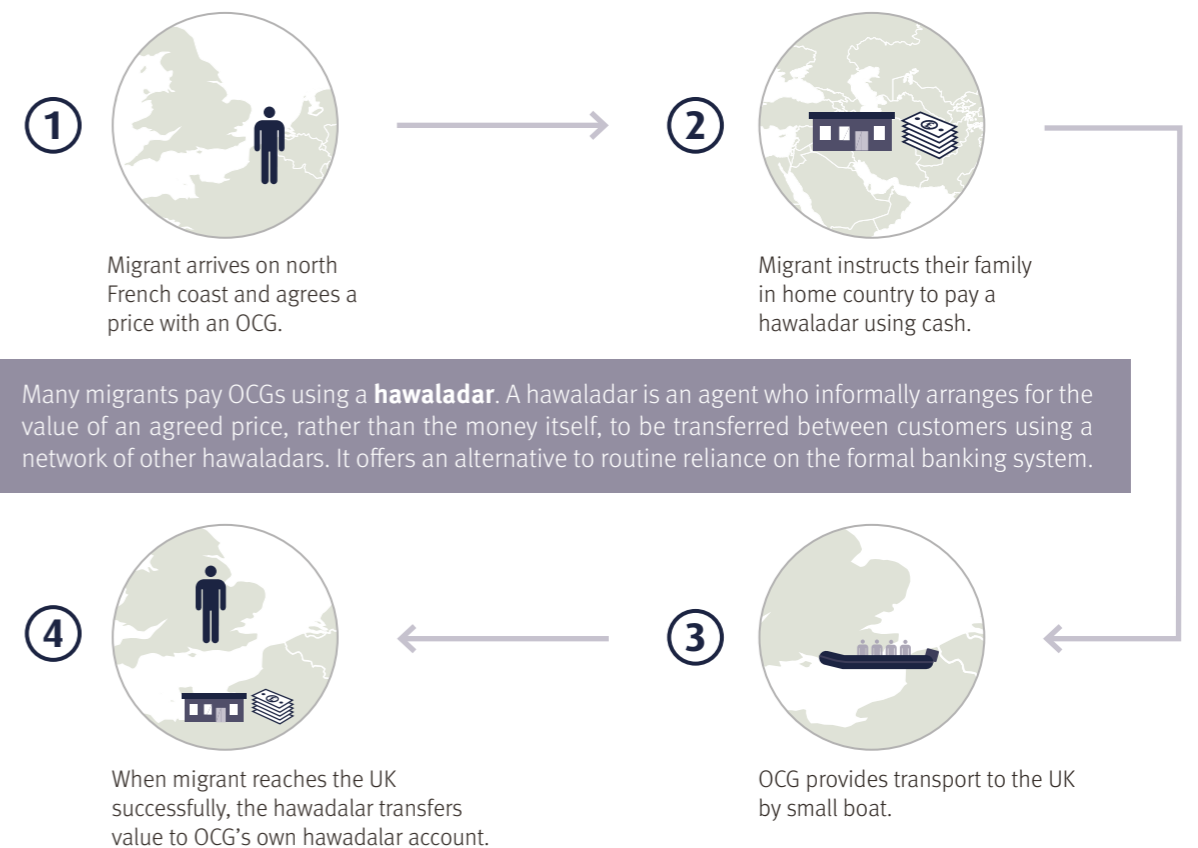 1
Migrant arrives on north
French coast and agrees a
price with an OCG.
2
Migrant instructs their family
in home country to pay a
hawaladar using cash.
Many migrants pay OCGs using a hawaladar. A hawaladar is an agent who informally arranges for the
value of an agreed price, rather than the money itself, to be transferred between customers using a
network of other hawaladars. It offers an alternative to routine reliance on the formal banking system.
3
OCG provides transport to the UK
by small boat.
4
When migrant reaches the UK
successfully, the hawadalar transfers
value to OCG’s own hawadalar account.